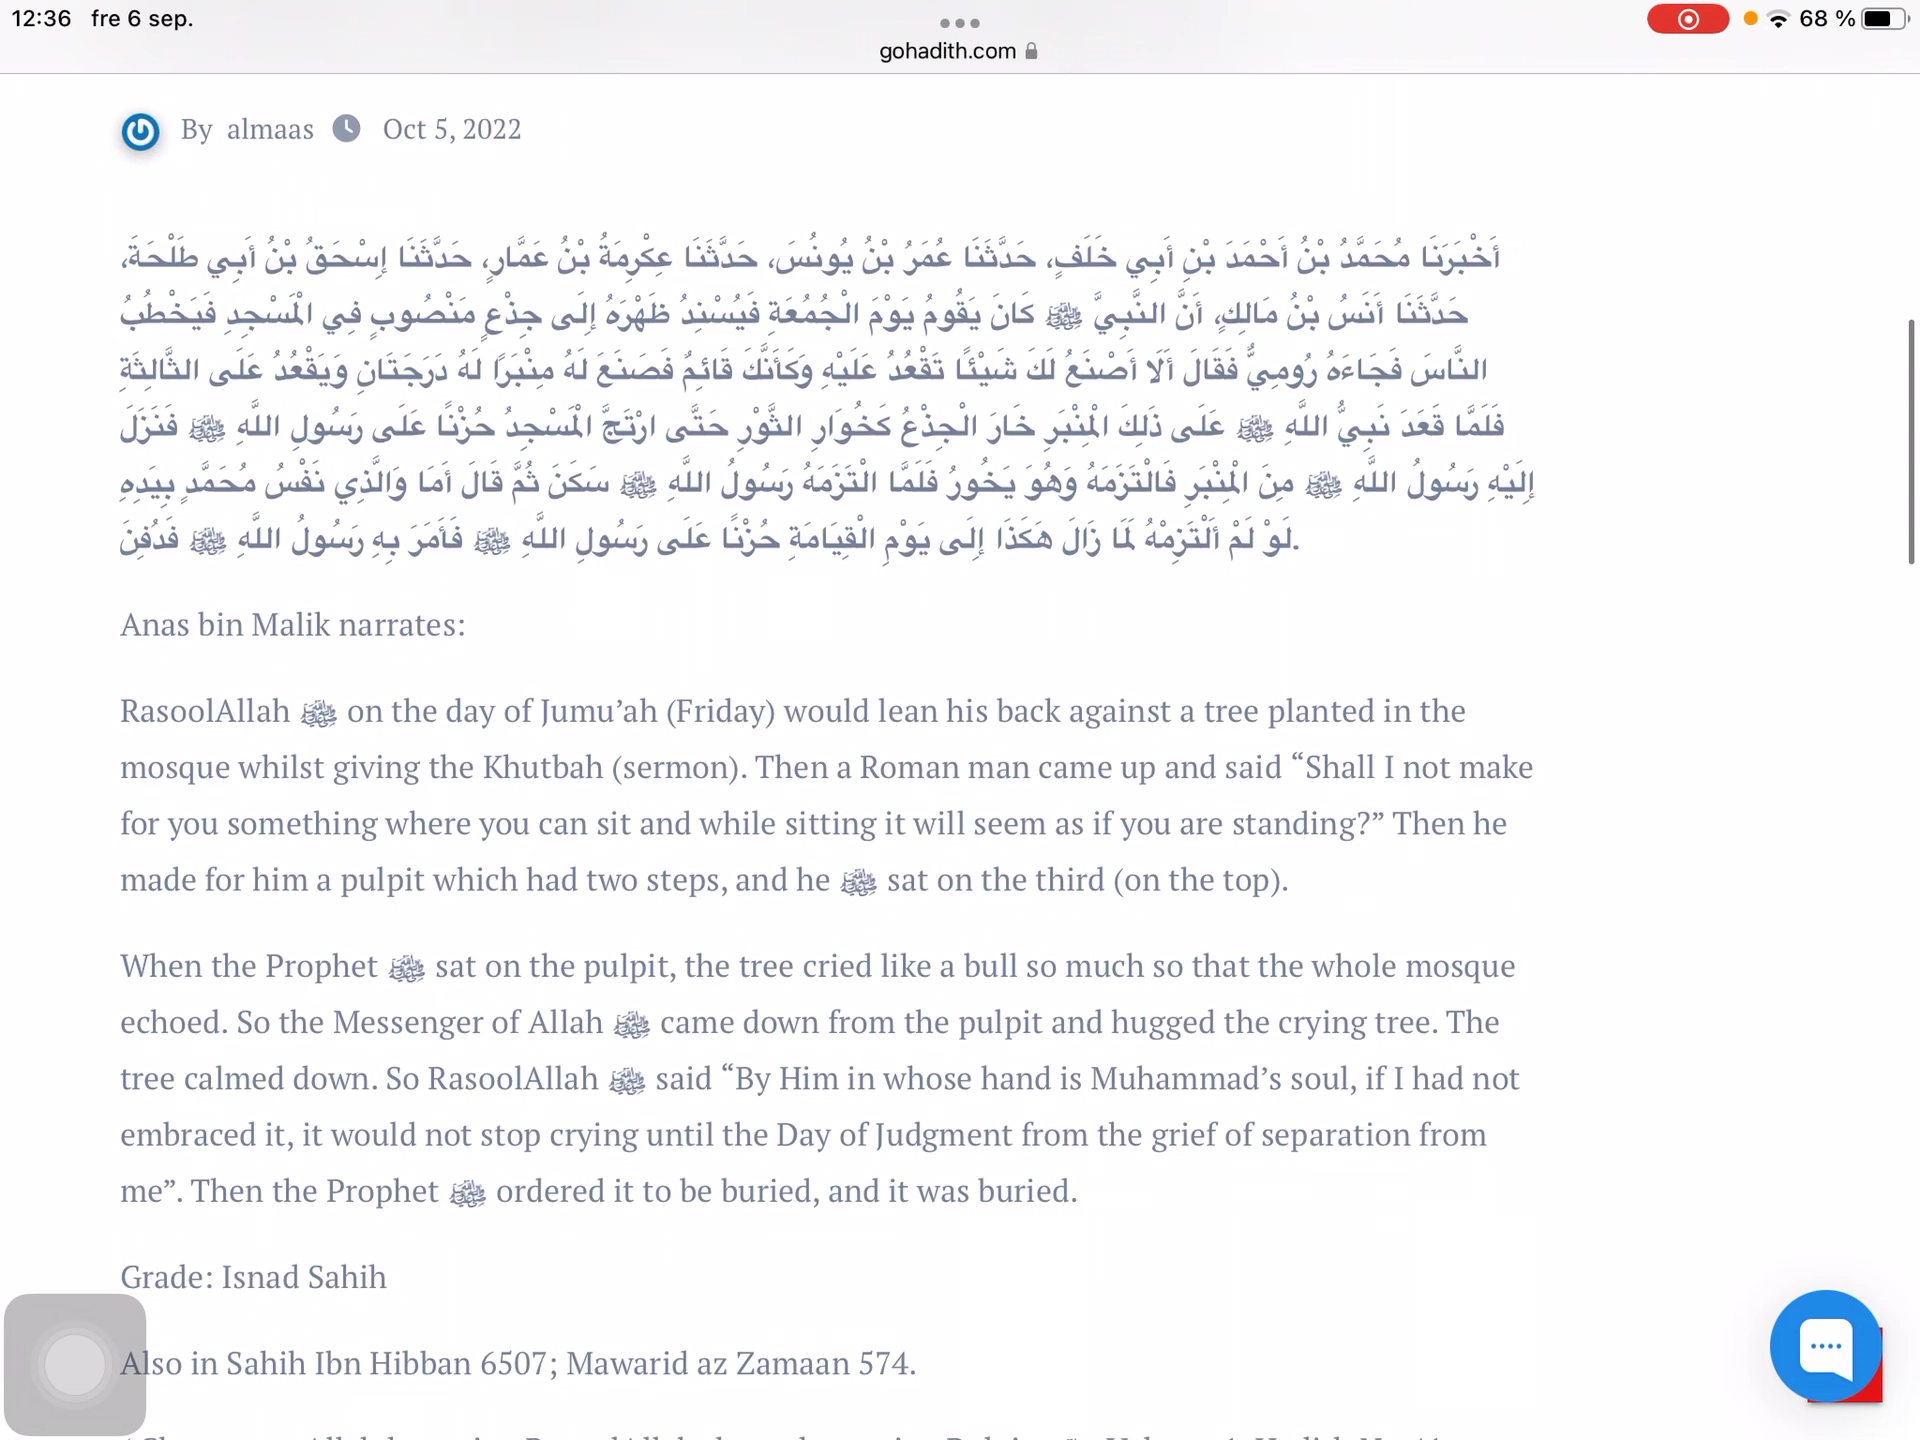 12:36 fre 6 sep.
68 %
gohadith.com
By almaas Oct 5, 2022
أَخْبَرَنَا مُحَمَّدُ بْنُ أَحْمَدَ بْنِ أَبِي خَلَفٍ، حَدَّثَنَا عُمَرُ بْنُ يُونُسَ، حَدَّثَنَا عِكْرِمَةُ بْنُ عَمَّارٍ، حَدَّثَنَا إِسْحَقُ بْنُ أَبِي طَلْحَةَ،
حَدَّثَنَا أَنَسُ بْنُ مَالِكٍ، أَنَّ النَّبِيَّ ﷺ كَانَ يَقُومُ يَوْمَ الْجُمُعَةِ فَيُسْنِدُ ظَهْرَهُ إِلَى جِذْعٍ مَنْصُوبٍ فِي الْمَسْجِدِ فَيَخْطُبُ
النَّاسَ فَجَاءَهُ رُومِيٌّ فَقَالَ أَلَا أَصْنَعُ لَكَ شَيْئًا تَقْعُدُ عَلَيْهِ وَكَأَنَّكَ قَائِمٌ فَصَنَعَ لَهُ مِنْبَرًا لَهُ دَرَجَتَانِ وَيَقْعُدُ عَلَى الثَّالِثَةِ
فَلَمَّا قَعَدَ نَبِيُّ اللَّهِ ﷺ عَلَى ذَلِكَ الْمِنْبَرِ خَارَ الْجِذْعُ كَخُوَارِ الثَّوْرِ حَتَّى ارْتَجَّ الْمَسْجِدُ حُزْنًا عَلَى رَسُولِ اللَّهِ ﷺ فَنَزَلَ
إِلَيْهِ رَسُولُ اللَّهِ ﷺ مِنَ الْمِنْبَرِ فَالْتَزَمَهُ وَهُوَ يَخُورُ فَلَمَّا الْتَزَمَهُ رَسُولُ اللَّهِ ﷺ سَكَنَ ثُمَّ قَالَ أَمَا وَالَّذِي نَفْسُ مُحَمَّدٍ بِيَدِهِ
لَوْ لَمْ أَلْتَزِمْهُ لَمَا زَالَ هَكَذَا إِلَى يَوْمِ الْقِيَامَةِ حُزْنًا عَلَى رَسُولِ اللَّهِ ﷺ فَأَمَرَ بِهِ رَسُولُ اللَّهِ ﷺ فَدُفِنَ.
Anas bin Malik narrates:
RasoolAllah ﷺ on the day of Jumu’ah (Friday) would lean his back against a tree planted in the
mosque whilst giving the Khutbah (sermon). Then a Roman man came up and said “Shall I not make
for you something where you can sit and while sitting it will seem as if you are standing?” Then he
made for him a pulpit which had two steps, and he ﷺ sat on the third (on the top).
When the Prophet ﷺ sat on the pulpit, the tree cried like a bull so much so that the whole mosque
echoed. So the Messenger of Allah ﷺ came down from the pulpit and hugged the crying tree. The
tree calmed down. So RasoolAllah ﷺ said “By Him in whose hand is Muhammad’s soul, if I had not
embraced it, it would not stop crying until the Day of Judgment from the grief of separation from
me”. Then the Prophet ﷺ ordered it to be buried, and it was buried.
Grade: Isnad Sahih
Also in Sahih Ibn Hibban 6507; Mawarid az Zamaan 574.